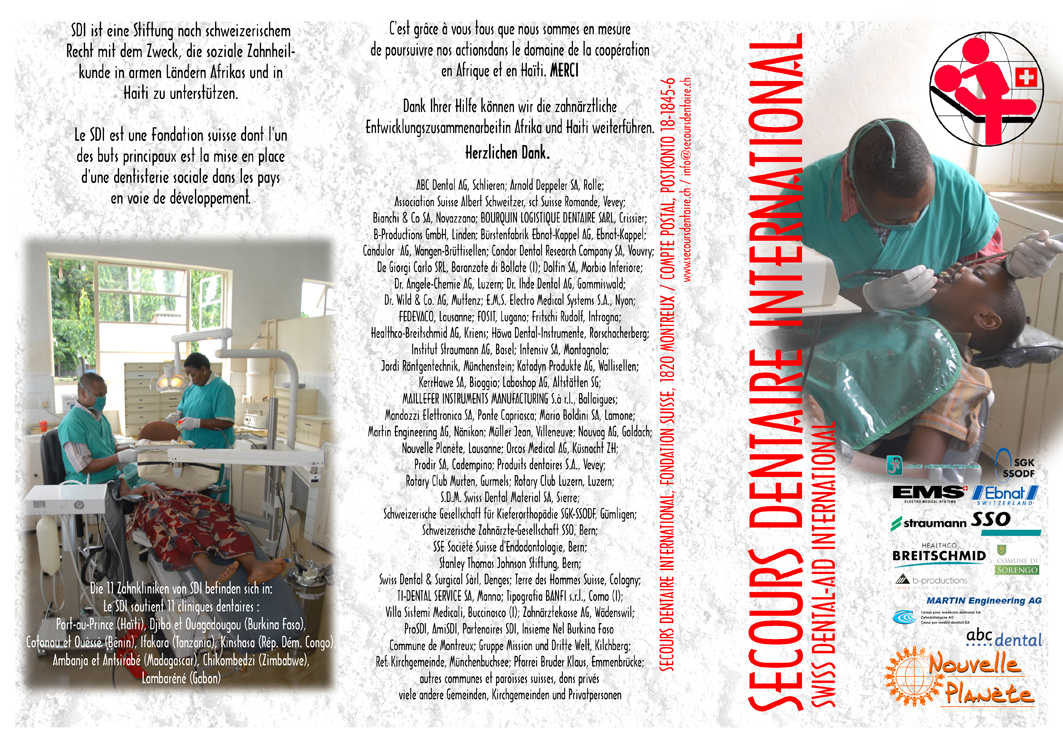 SDI ist eine Stiftung nach schweizerischem
Recht mit dem Zweck, die soziale Zahnheil-
kunde in armen Ländern Afrikas und in
Haiti zu unterstützen.
Le SDI est une Fondation suisse dont l'un
des buts principaux est la mise en place
d'une dentisterie sociale dans les pays
en voie de développement.
Die 11 Zahnkliniken von SDI befinden sich in:
Le SDI soutient 11 cliniques dentaires :
Port-au-Prince (Haïti), Djibo et Ouagadougou (Burkina Faso),
Cotonou et Ouèssè (Bénin), Ifakara (Tanzania), Kinshasa (Rép. Dém. Congo)
Ambanja et Antsirabé (Madagascar), Chikombedzi (Zimbabwe),
Lambaréné (Gabon)
C'est grâce à vous tous que nous sommes en mesure
de poursuivre nos actionsdans le domaine de la coopération
en Afrique et en Haïti. MERCI
Dank Ihrer Hilfe können wir die zahnärztliche
Entwicklungszusammenarbeitin Afrika und Haiti weiterführen.
Herzlichen Dank.
ABC Dental AG, Schlieren; Arnold Deppeler SA, Rolle;
Association Suisse Albert Schweitzer, sct Suisse Romande, Vevey;
Bianchi & Co SA, Novazzano; BOURQUIN LOGISTIQUE DENTAIRE SARL, Crissier;
B-Productions GmbH, Linden; Bürstenfabrik Ebnat-Kappel AG, Ebnat-Kappel;
Candulor AG, Wangen-Brüttisellen; Condor Dental Research Company SA, Vouvry;
De Giorgi Carlo SRL, Baranzate di Bollate (I); Dolfin SA, Morbio Inferiore;
Dr. Angele-Chemie AG, Luzern; Dr. Ihde Dental AG, Gommiswald;
Dr. Wild & Co. AG, Muttenz; E.M.S. Electro Medical Systems S.A., Nyon;
FEDEVACO, Lausanne; FOSIT, Lugano; Fritschi Rudolf, Intragna;
Healthco-Breitschmid AG, Kriens; Höwa Dental-Instrumente, Rorschacherberg;
Institut Straumann AG, Basel; Intensiv SA, Montagnola;
Jordi Röntgentechnik, Münchenstein; Katadyn Produkte AG, Wallisellen;
KerrHawe SA, Bioggio; Laboshop AG, Altstätten SG;
MAILLEFER INSTRUMENTS MANUFACTURING S.à r.l., Ballaigues;
Mandozzi Elettronica SA, Ponte Capriasca; Mario Boldini SA, Lamone;
Martin Engineering AG, Nänikon; Müller Jean, Villeneuve; Nouvag AG, Goldach;
Nouvelle Planète, Lausanne; Orcos Medical AG, Küsnacht ZH;
Prodir SA, Cadempino; Produits dentaires S.A., Vevey;
Rotary Club Murten, Gurmels; Rotary Club Luzern, Luzern;
S.D.M. Swiss Dental Material SA, Sierre;
Schweizerische Gesellschaft für Kieferorthopädie SGK-SSODF, Gümligen;
Schweizerische Zahnärzte-Gesellschaft SSO, Bern;
SSE Société Suisse d'Endodontologie, Bern;
Stanley Thomas Johnson Stiftung, Bern;
Swiss Dental & Surgical Sàrl, Denges; Terre des Hommes Suisse, Cologny;
TI-DENTAL SERVICE SA, Manno; Tipografia BANFI s.r.l., Como (I);
Villa Sistemi Medicali, Buccinasco (I); Zahnärztekasse AG, Wädenswil;
ProSDI, AmiSDI, Partenaires SDI, Insieme Nel Burkina Faso
Commune de Montreux; Gruppe Mission und Dritte Welt, Kilchberg;
Ref. Kirchgemeinde, Münchenbuchsee; Pfarrei Bruder Klaus, Emmenbrücke;
autres communes et paroisses suisses, dons privés
viele andere Gemeinden, Kirchgemeinden und Privatpersonen
SECOURS DENTAIRE INTERNATIONAL, FONDATION SUISSE, 1820 MONTREUX / COMPTE POSTAL, POSTKONTO 18-1845-6
www.secoursdentaire.ch / info@secoursdentaire.ch
SECOURS DENTAIRE INTERNATIONAL
SWISS DENTAL-AID INTERNATIONAL
SGK
SSODF
EMS
ELECTRO MEDICAL SYSTEMS
Ebnat
SWITZERLAND
straumann
SSO
HEALTHCO
BREITSCHMID
COMUNE DI
SORENGO
b-productions
MARTIN Engineering AG
Zahnärztekasse AG
abc dental
Nouvelle
Planète